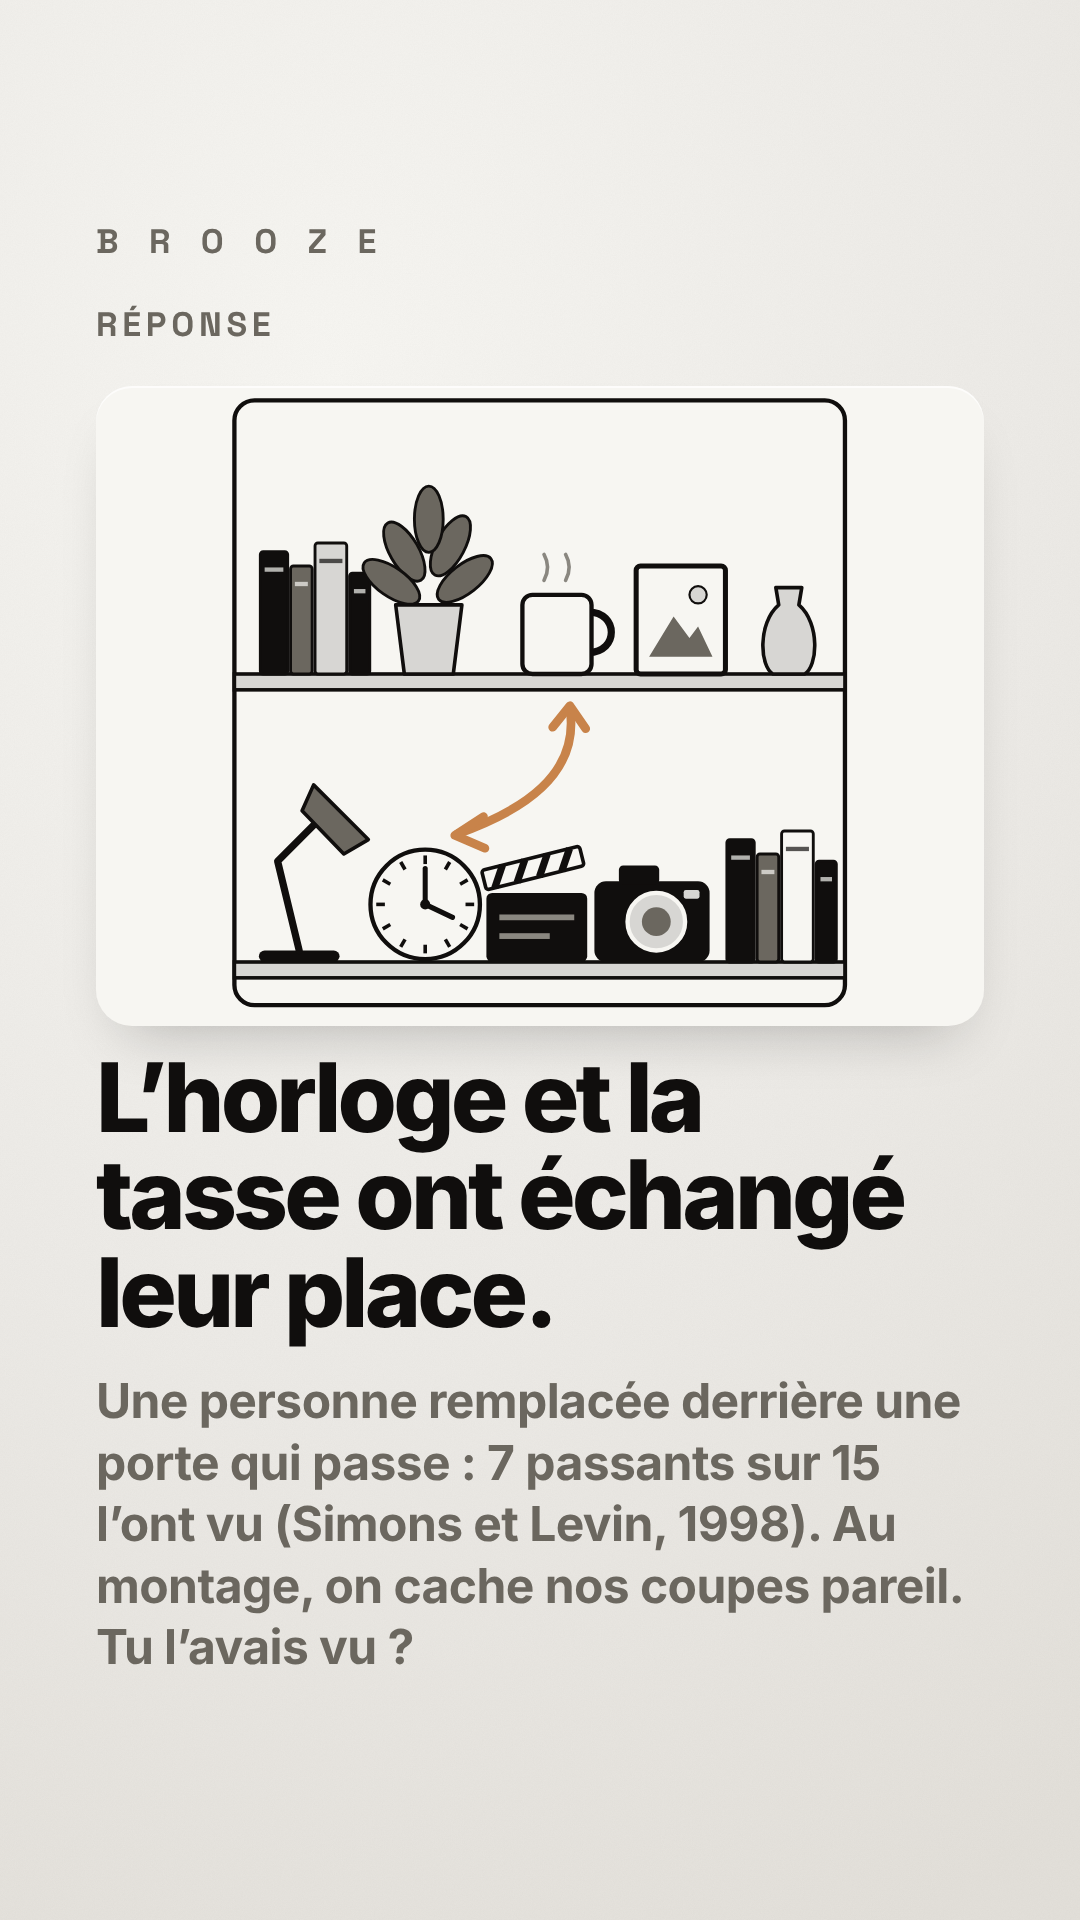 BROOZE
RÉPONSE
L’horloge et la
tasse ont échangé
leur place.
Une personne remplacée derrière une
porte qui passe : 7 passants sur 15
l’ont vu (Simons et Levin, 1998). Au
montage, on cache nos coupes pareil.
Tu l’avais vu ?